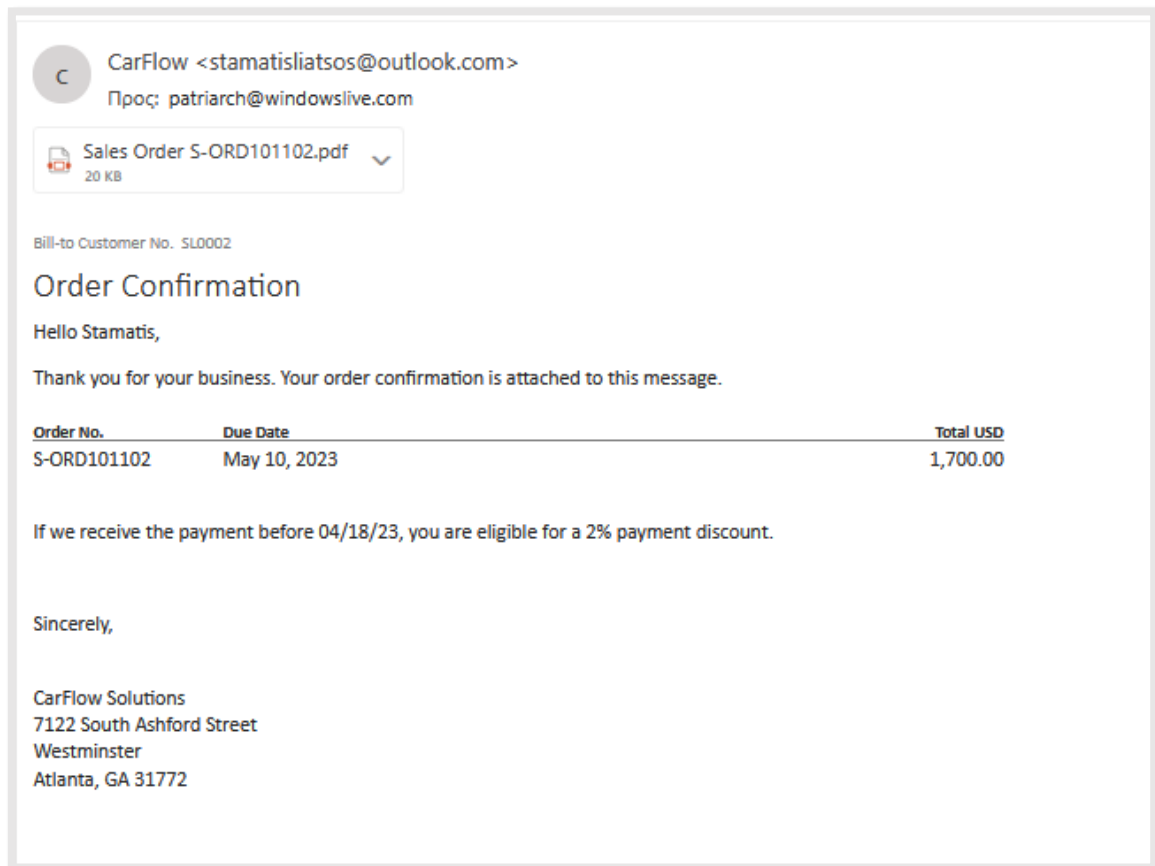 C
CarFlow <stamatisliatsos@outlook.com>
Προς: patriarch@windowslive.com
Sales Order S-ORD101102.pdf
20 KB
Bill-to Customer No. SL0002
Order Confirmation
Hello Stamatis,
Thank you for your business. Your order confirmation is attached to this message.
Order No. Due Date Total USD
S-ORD101102 May 10, 2023 1,700.00
If we receive the payment before 04/18/23, you are eligible for a 2% payment discount.
Sincerely,
CarFlow Solutions
7122 South Ashford Street
Westminster
Atlanta, GA 31772